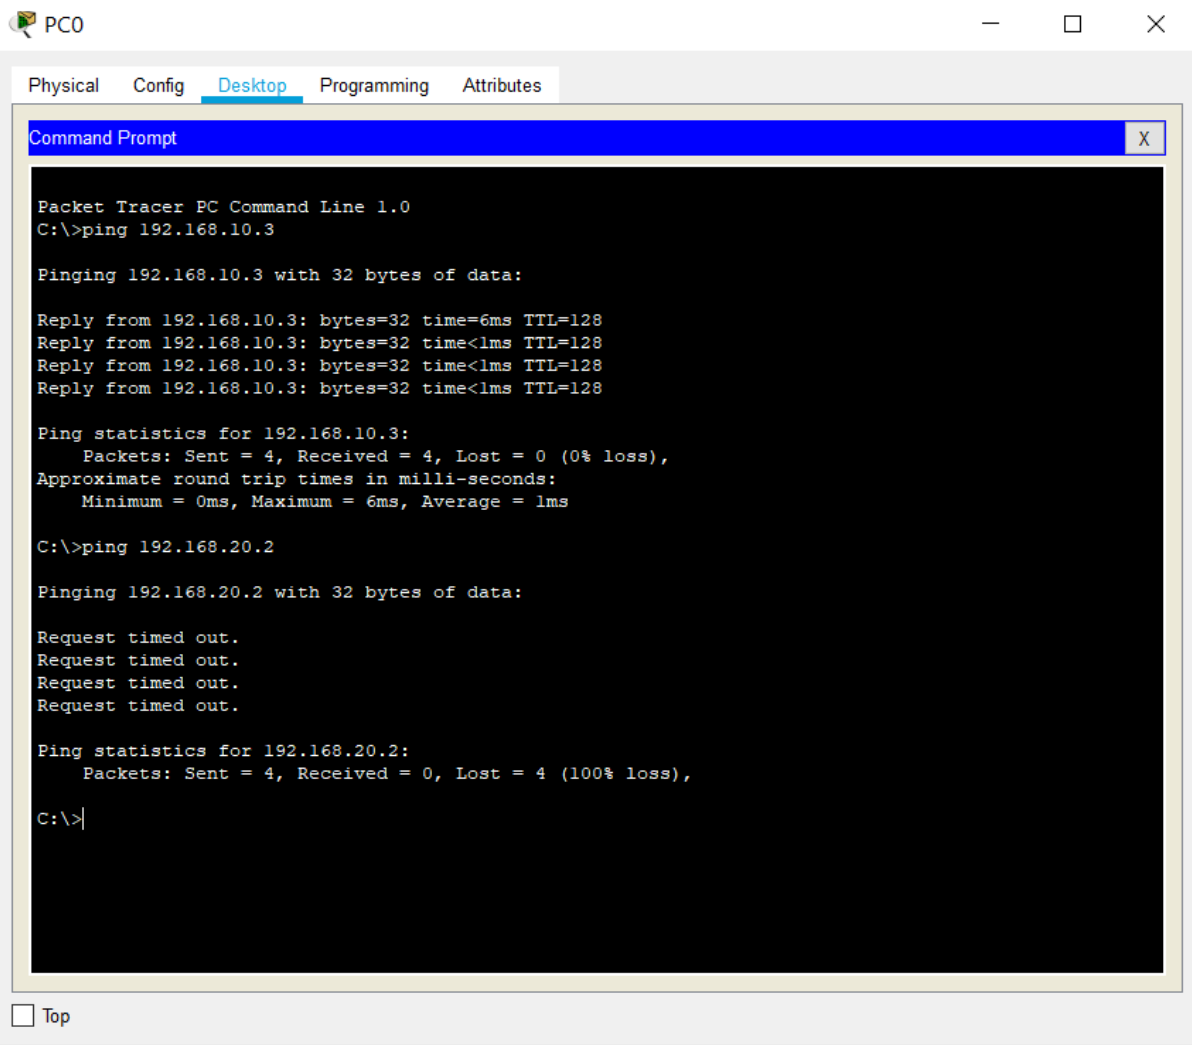 PC0
Physical Config Desktop Programming Attributes
Command Prompt X
Packet Tracer PC Command Line 1.0
C:\>ping 192.168.10.3
Pinging 192.168.10.3 with 32 bytes of data:
Reply from 192.168.10.3: bytes=32 time=6ms TTL=128
Reply from 192.168.10.3: bytes=32 time<1ms TTL=128
Reply from 192.168.10.3: bytes=32 time<1ms TTL=128
Reply from 192.168.10.3: bytes=32 time<1ms TTL=128
Ping statistics for 192.168.10.3:
    Packets: Sent = 4, Received = 4, Lost = 0 (0% loss),
Approximate round trip times in milli-seconds:
    Minimum = 0ms, Maximum = 6ms, Average = 1ms
C:\>ping 192.168.20.2
Pinging 192.168.20.2 with 32 bytes of data:
Request timed out.
Request timed out.
Request timed out.
Request timed out.
Ping statistics for 192.168.20.2:
    Packets: Sent = 4, Received = 0, Lost = 4 (100% loss),
C:\>
Top